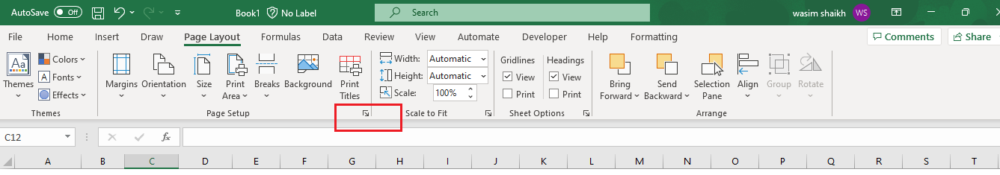 AutoSave Off Book1 No Label Search wasim shaikh WS
File Home Insert Draw Page Layout Formulas Data Review View Automate Developer Help Formatting Comments Share
Aa Themes Colors Fonts Effects
Themes
Margins Orientation Size Print Area Breaks Background Print Titles
Page Setup
Width: Automatic
Height: Automatic
Scale: 100%
Scale to Fit
Gridlines Headings
View View
Print Print
Sheet Options
Bring Forward Send Backward Selection Pane Align Group Rotate
Arrange
C12 fx
A B C D E F G H I J K L M N O P Q R S T